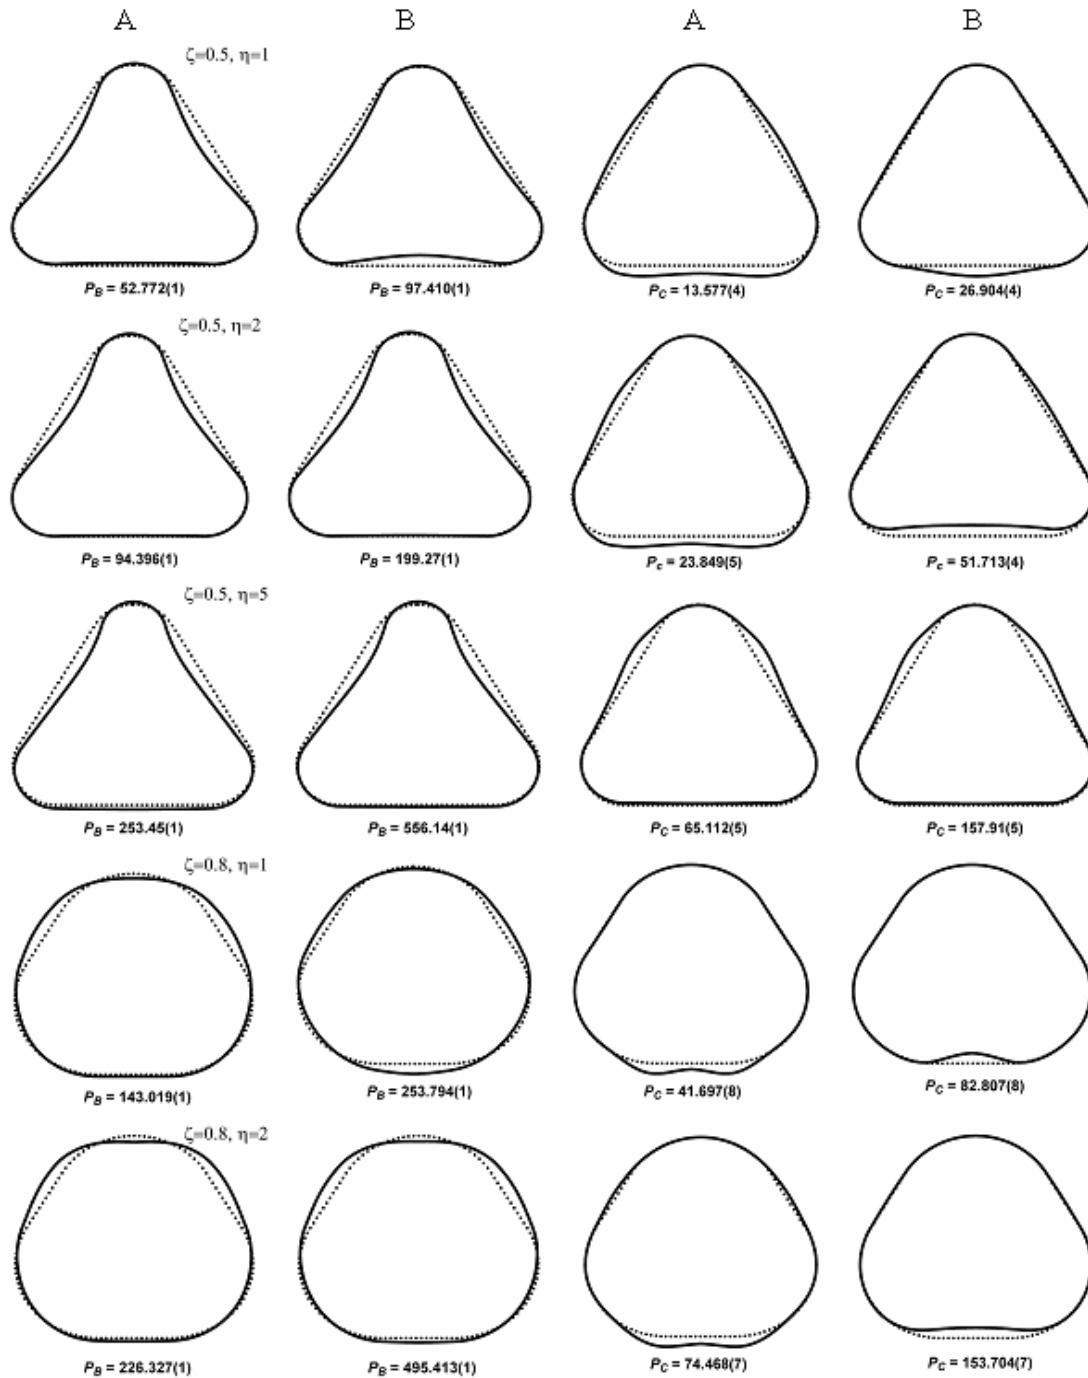 A B A B
ζ=0.5, η=1
P_B = 52.772(1) P_B = 97.410(1) P_C = 13.577(4) P_C = 26.904(4)
ζ=0.5, η=2
P_B = 94.396(1) P_B = 199.27(1) P_c = 23.849(5) P_c = 51.713(4)
ζ=0.5, η=5
P_B = 253.45(1) P_B = 556.14(1) P_C = 65.112(5) P_C = 157.91(5)
ζ=0.8, η=1
P_B = 143.019(1) P_B = 253.794(1) P_C = 41.697(8) P_C = 82.807(8)
ζ=0.8, η=2
P_B = 226.327(1) P_B = 495.413(1) P_C = 74.468(7) P_C = 153.704(7)